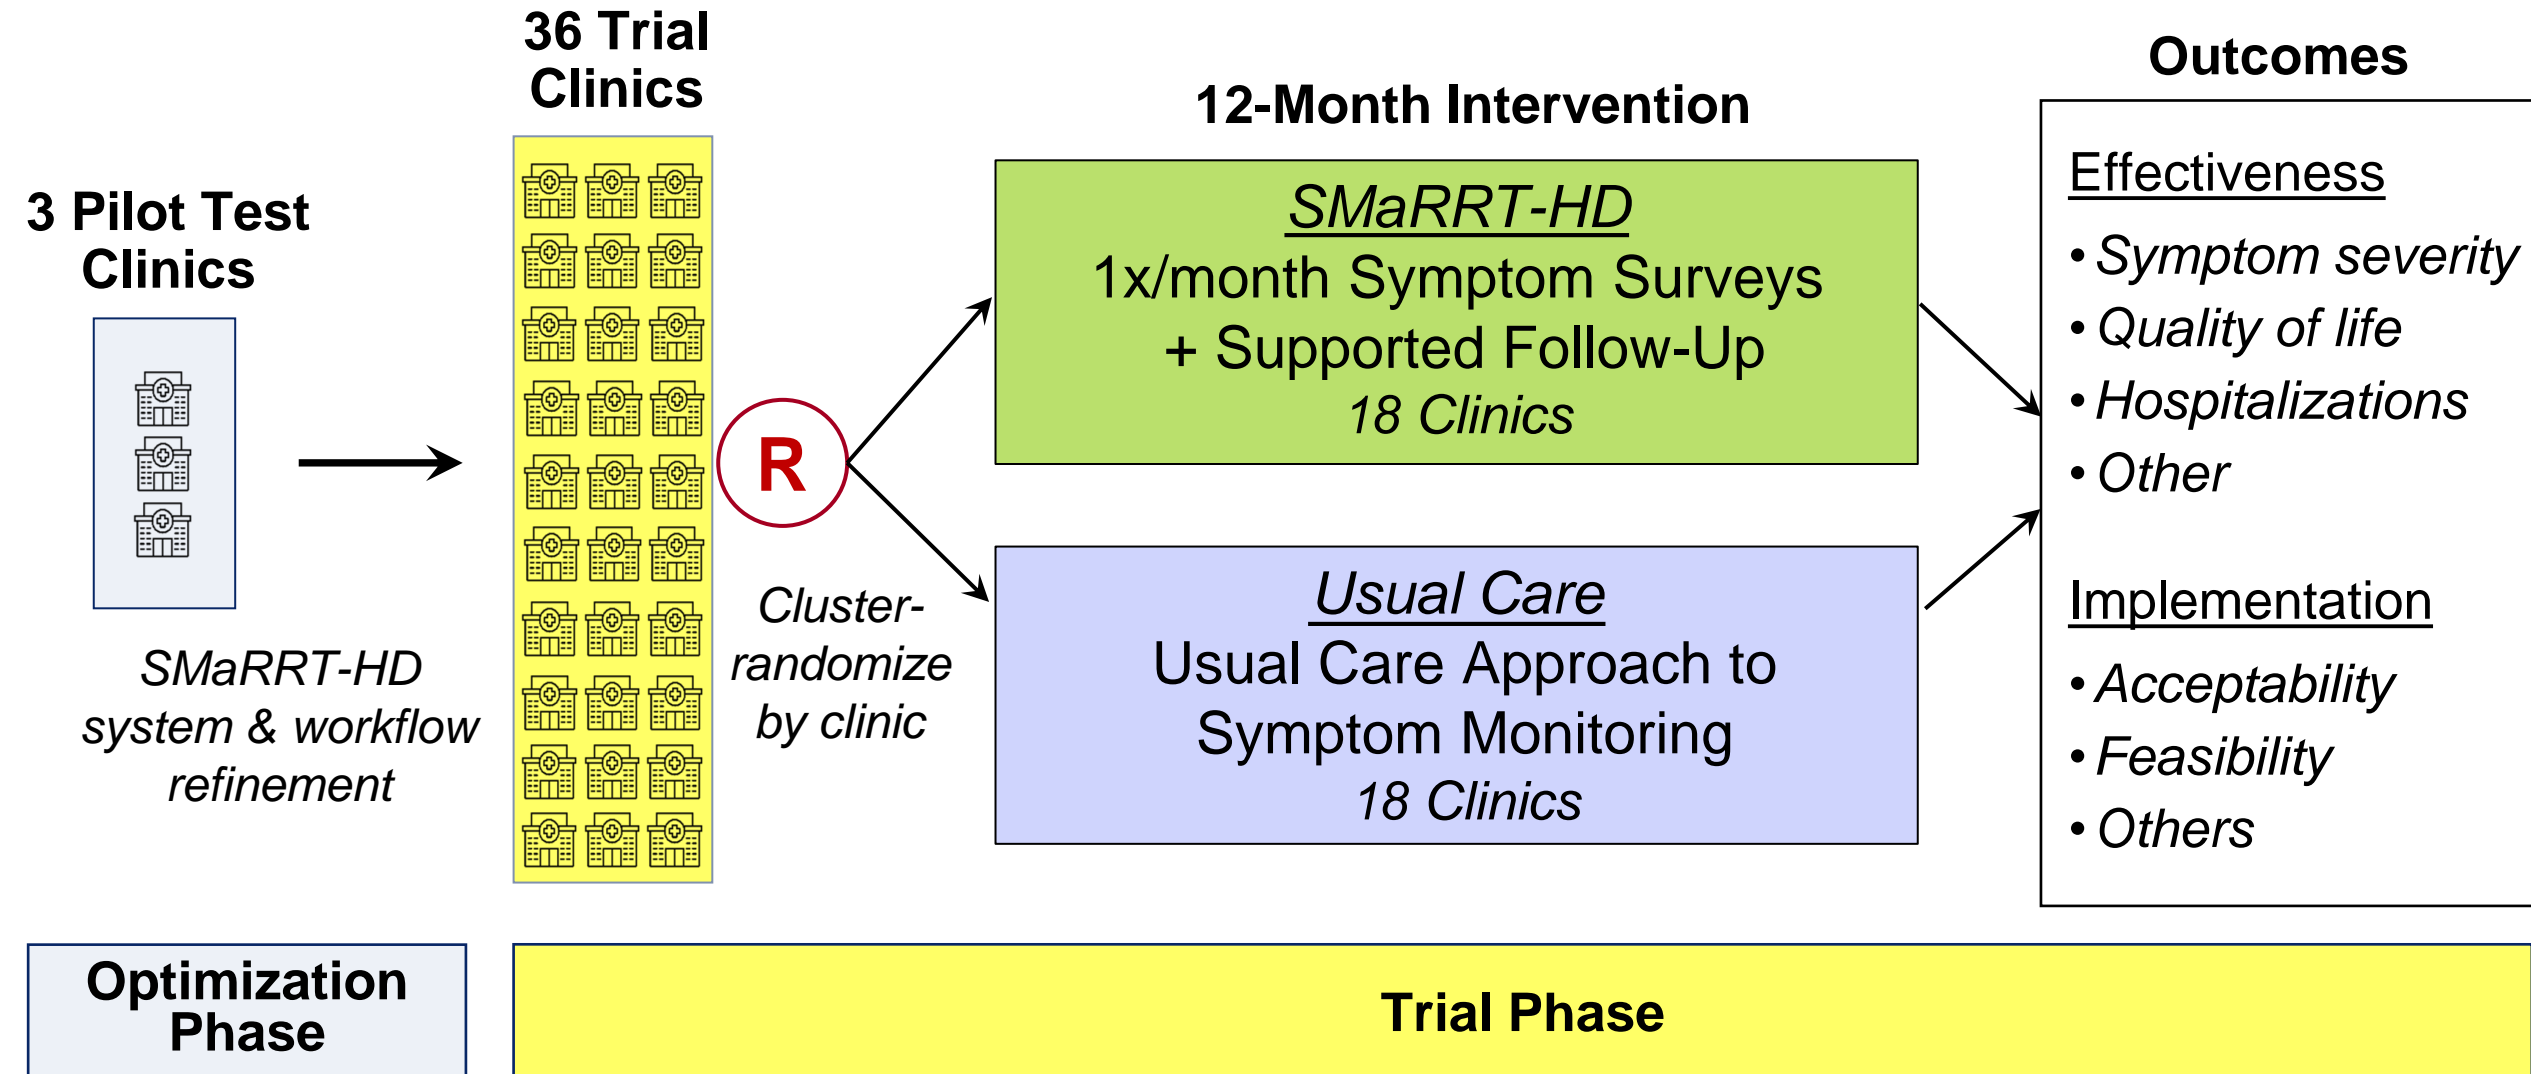 3 Pilot Test
Clinics
SMaRRT-HD
system & workflow
refinement
36 Trial
Clinics
R
Cluster-
randomize
by clinic
12-Month Intervention
SMaRRT-HD
1x/month Symptom Surveys
+ Supported Follow-Up
18 Clinics
Usual Care
Usual Care Approach to
Symptom Monitoring
18 Clinics
Outcomes
Effectiveness
• Symptom severity
• Quality of life
• Hospitalizations
• Other
Implementation
• Acceptability
• Feasibility
• Others
Optimization
Phase
Trial Phase